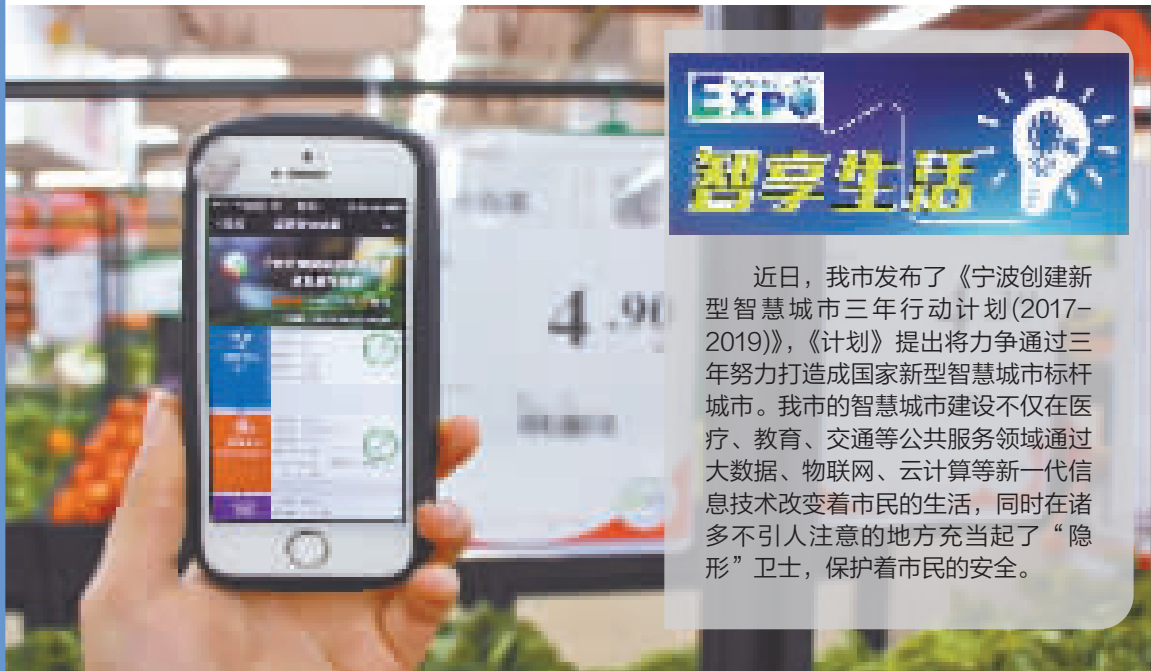 EXPO
智享生活
4.90
近日，我市发布了《宁波创建新
型智慧城市三年行动计划(2017-
2019)》，《计划》提出将力争通过三
年努力打造成国家新型智慧城市标杆
城市。我市的智慧城市建设不仅在医
疗、教育、交通等公共服务领域通过
大数据、物联网、云计算等新一代信
息技术改变着市民的生活，同时在诸
多不引人注意的地方充当起了“隐
形”卫士，保护着市民的安全。